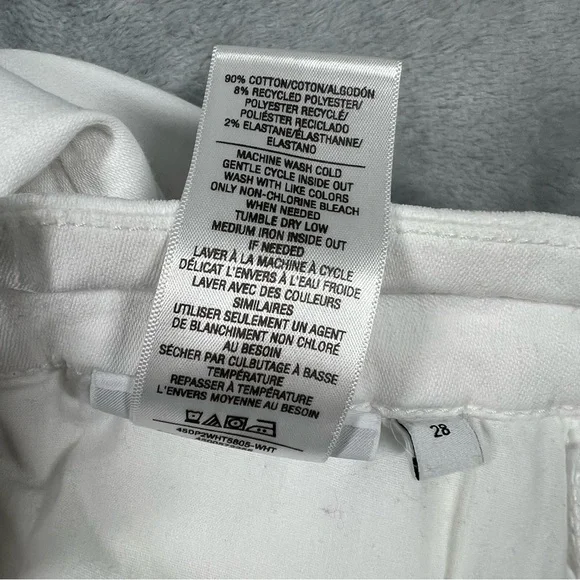 90% COTTON/COTON/ALGODÓN
8% RECYCLED POLYESTER/
POLYESTER RECYCLÉ/
POLIÉSTER RECICLADO
2% ELASTANE/ÉLASTHANNE/
ELASTANO
MACHINE WASH COLD
GENTLE CYCLE INSIDE OUT
WASH WITH LIKE COLORS
ONLY NON-CHLORINE BLEACH
WHEN NEEDED
TUMBLE DRY LOW
MEDIUM IRON INSIDE OUT
IF NEEDED
LAVER À LA MACHINE À CYCLE
DÉLICAT L'ENVERS À L'EAU FROIDE
LAVER AVEC DES COULEURS
SIMILAIRES
UTILISER SEULEMENT UN AGENT
DE BLANCHIMENT NON CHLORÉ
AU BESOIN
SÉCHER PAR CULBUTAGE À BASSE
TEMPÉRATURE
REPASSER À TEMPÉRATURE
L'ENVERS MOYENNE AU BESOIN
45DP2WHT5805-WHT
28